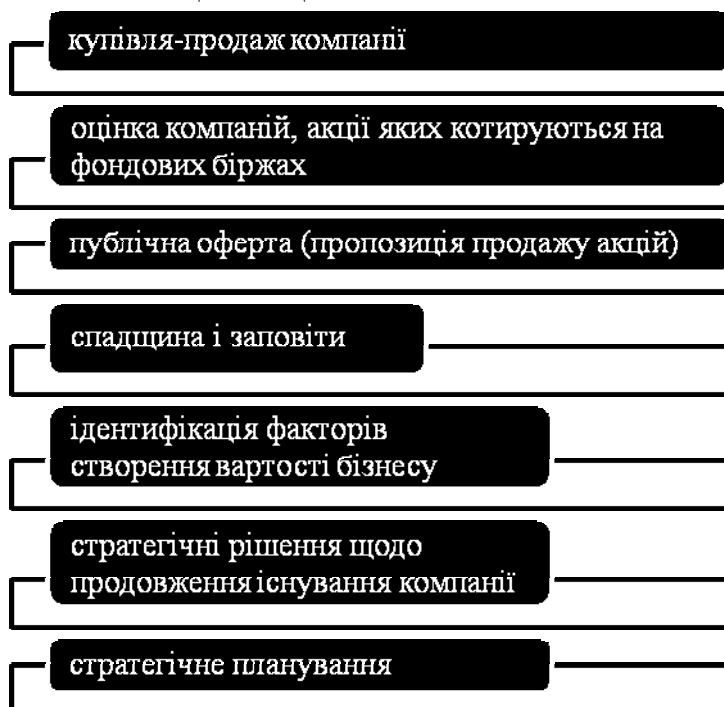 купівля-продаж компанії
оцінка компаній, акції яких котируються на
фондових біржах
публічна оферта (пропозиція продажу акцій)
спадщина і заповіти
ідентифікація факторів
створення вартості бізнесу
стратегічні рішення щодо
продовження існування компанії
стратегічне планування